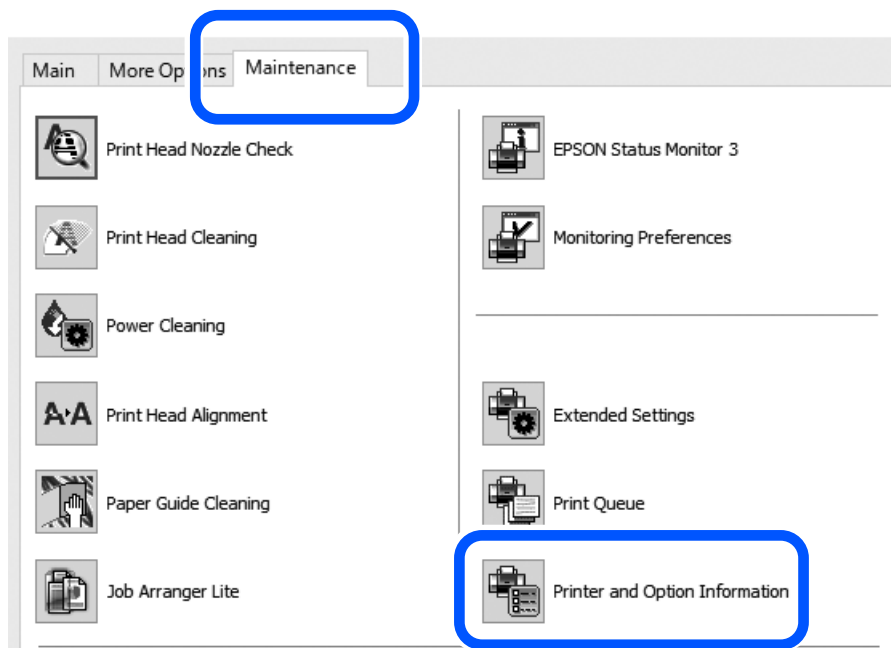 Main
More Options
Maintenance
Print Head Nozzle Check
Print Head Cleaning
Power Cleaning
Print Head Alignment
Paper Guide Cleaning
Job Arranger Lite
EPSON Status Monitor 3
Monitoring Preferences
Extended Settings
Print Queue
Printer and Option Information